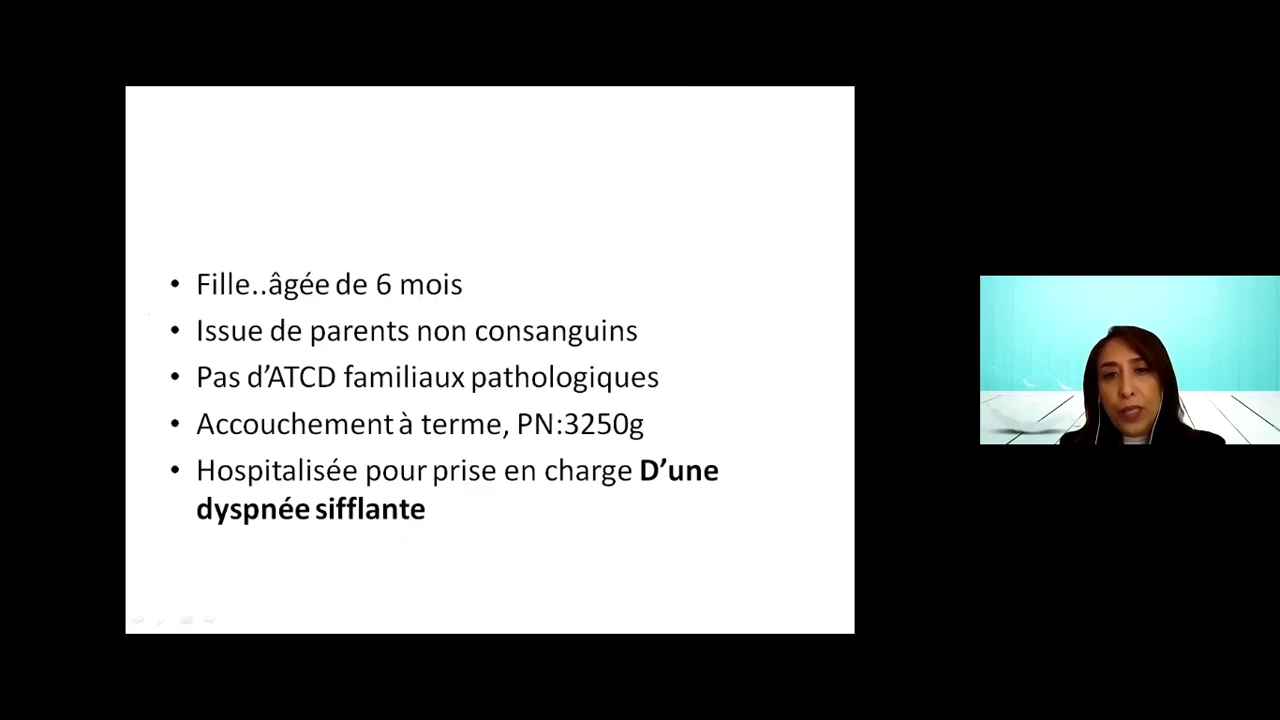 • Fille..âgée de 6 mois
• Issue de parents non consanguins
• Pas d’ATCD familiaux pathologiques
• Accouchement à terme, PN:3250g
• Hospitalisée pour prise en charge D’une
dyspnée sifflante